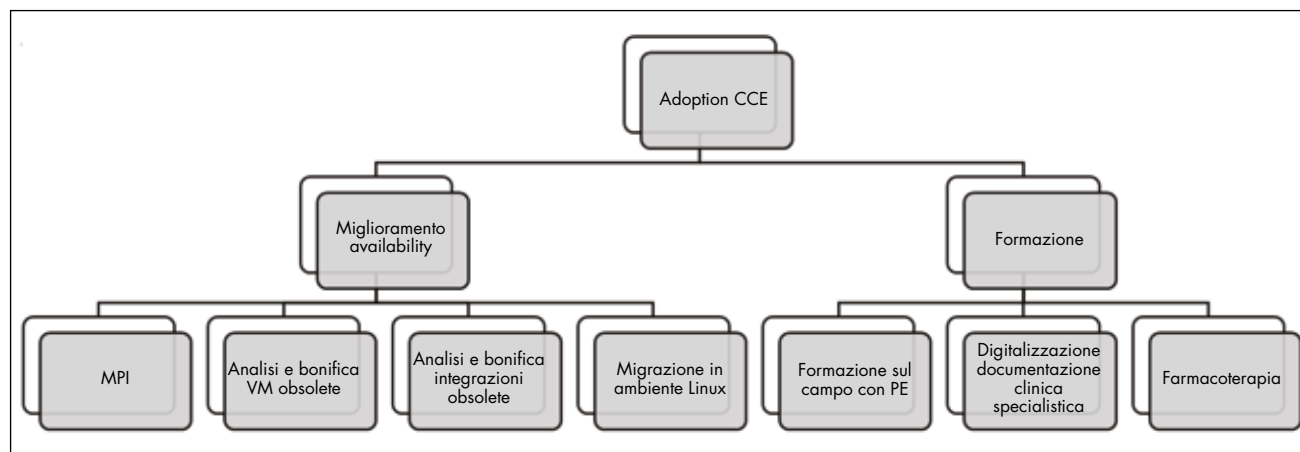 Adoption CCE
Miglioramento
availability
Formazione
MPI
Analisi e bonifica
VM obsolete
Analisi e bonifica
integrazioni
obsolete
Migrazione in
ambiente Linux
Formazione sul
campo con PE
Digitalizzazione
documentazione
clinica
specialistica
Farmacoterapia